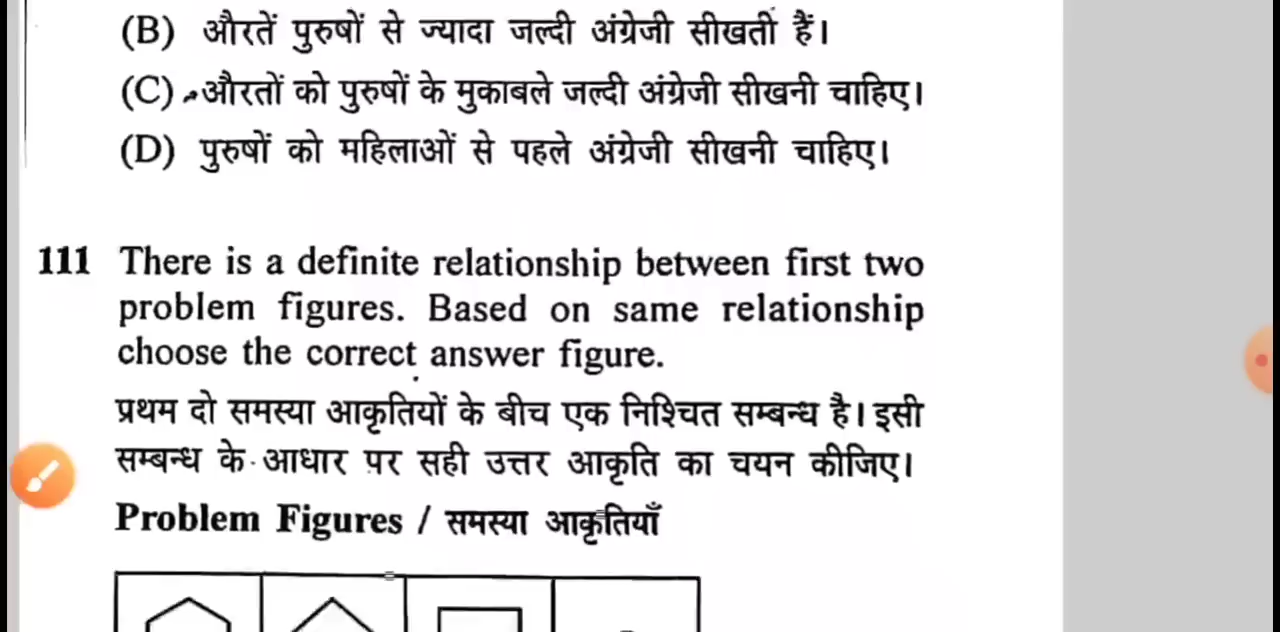 (B) औरतें पुरुषों से ज्यादा जल्दी अंग्रेजी सीखती हैं।
(C) औरतों को पुरुषों के मुकाबले जल्दी अंग्रेजी सीखनी चाहिए।
(D) पुरुषों को महिलाओं से पहले अंग्रेजी सीखनी चाहिए।
111 There is a definite relationship between first two
problem figures. Based on same relationship
choose the correct answer figure.
प्रथम दो समस्या आकृतियों के बीच एक निश्चित सम्बन्ध है। इसी
सम्बन्ध के आधार पर सही उत्तर आकृति का चयन कीजिए।
Problem Figures / समस्या आकृतियाँ